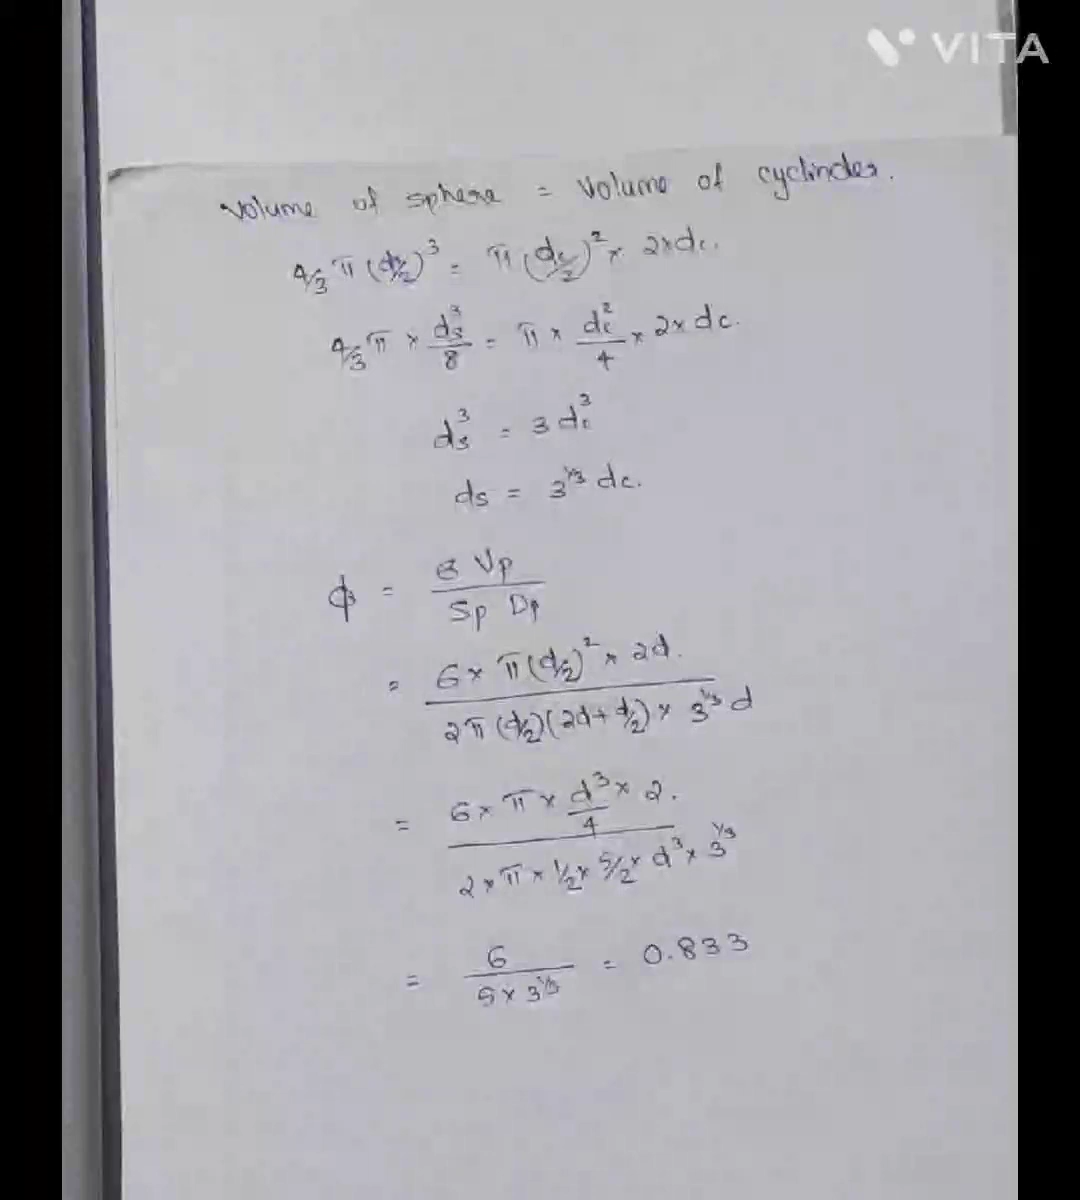 VITA
Volume of sphere = Volume of cyclinder.
4/3 π (ds/2)³ = π (dc/2)² × 2×dc.
4/3 π × ds³/8 = π × dc²/4 × 2× dc.
ds³ = 3 dc³
ds = 3^1/3 dc.
ϕs = 6 Vp / Sp Dp
= 6× π (d/2)² × 2d. / 2π (d/2)(2d+d/2) × 3^1/3 d
= 6× π × d³/4 × 2. / 2×π × 1/2 × 5/2 × d³ × 3^1/3
= 6 / 5× 3^1/3 = 0.833